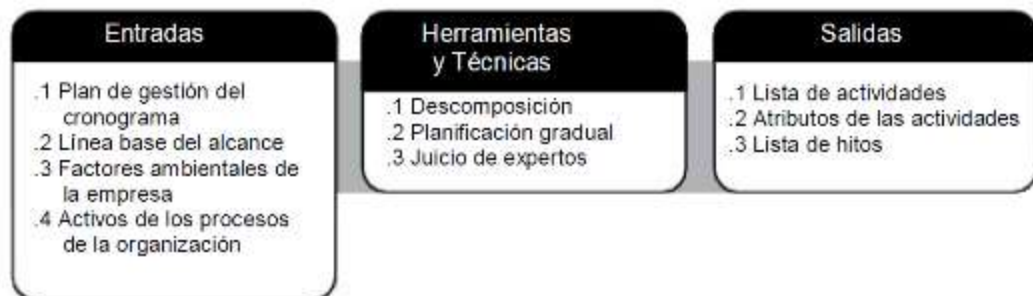 Entradas
.1 Plan de gestión del
cronograma
.2 Línea base del alcance
.3 Factores ambientales de
la empresa
.4 Activos de los procesos
de la organización
Herramientas
y Técnicas
.1 Descomposición
.2 Planificación gradual
.3 Juicio de expertos
Salidas
.1 Lista de actividades
.2 Atributos de las actividades
.3 Lista de hitos